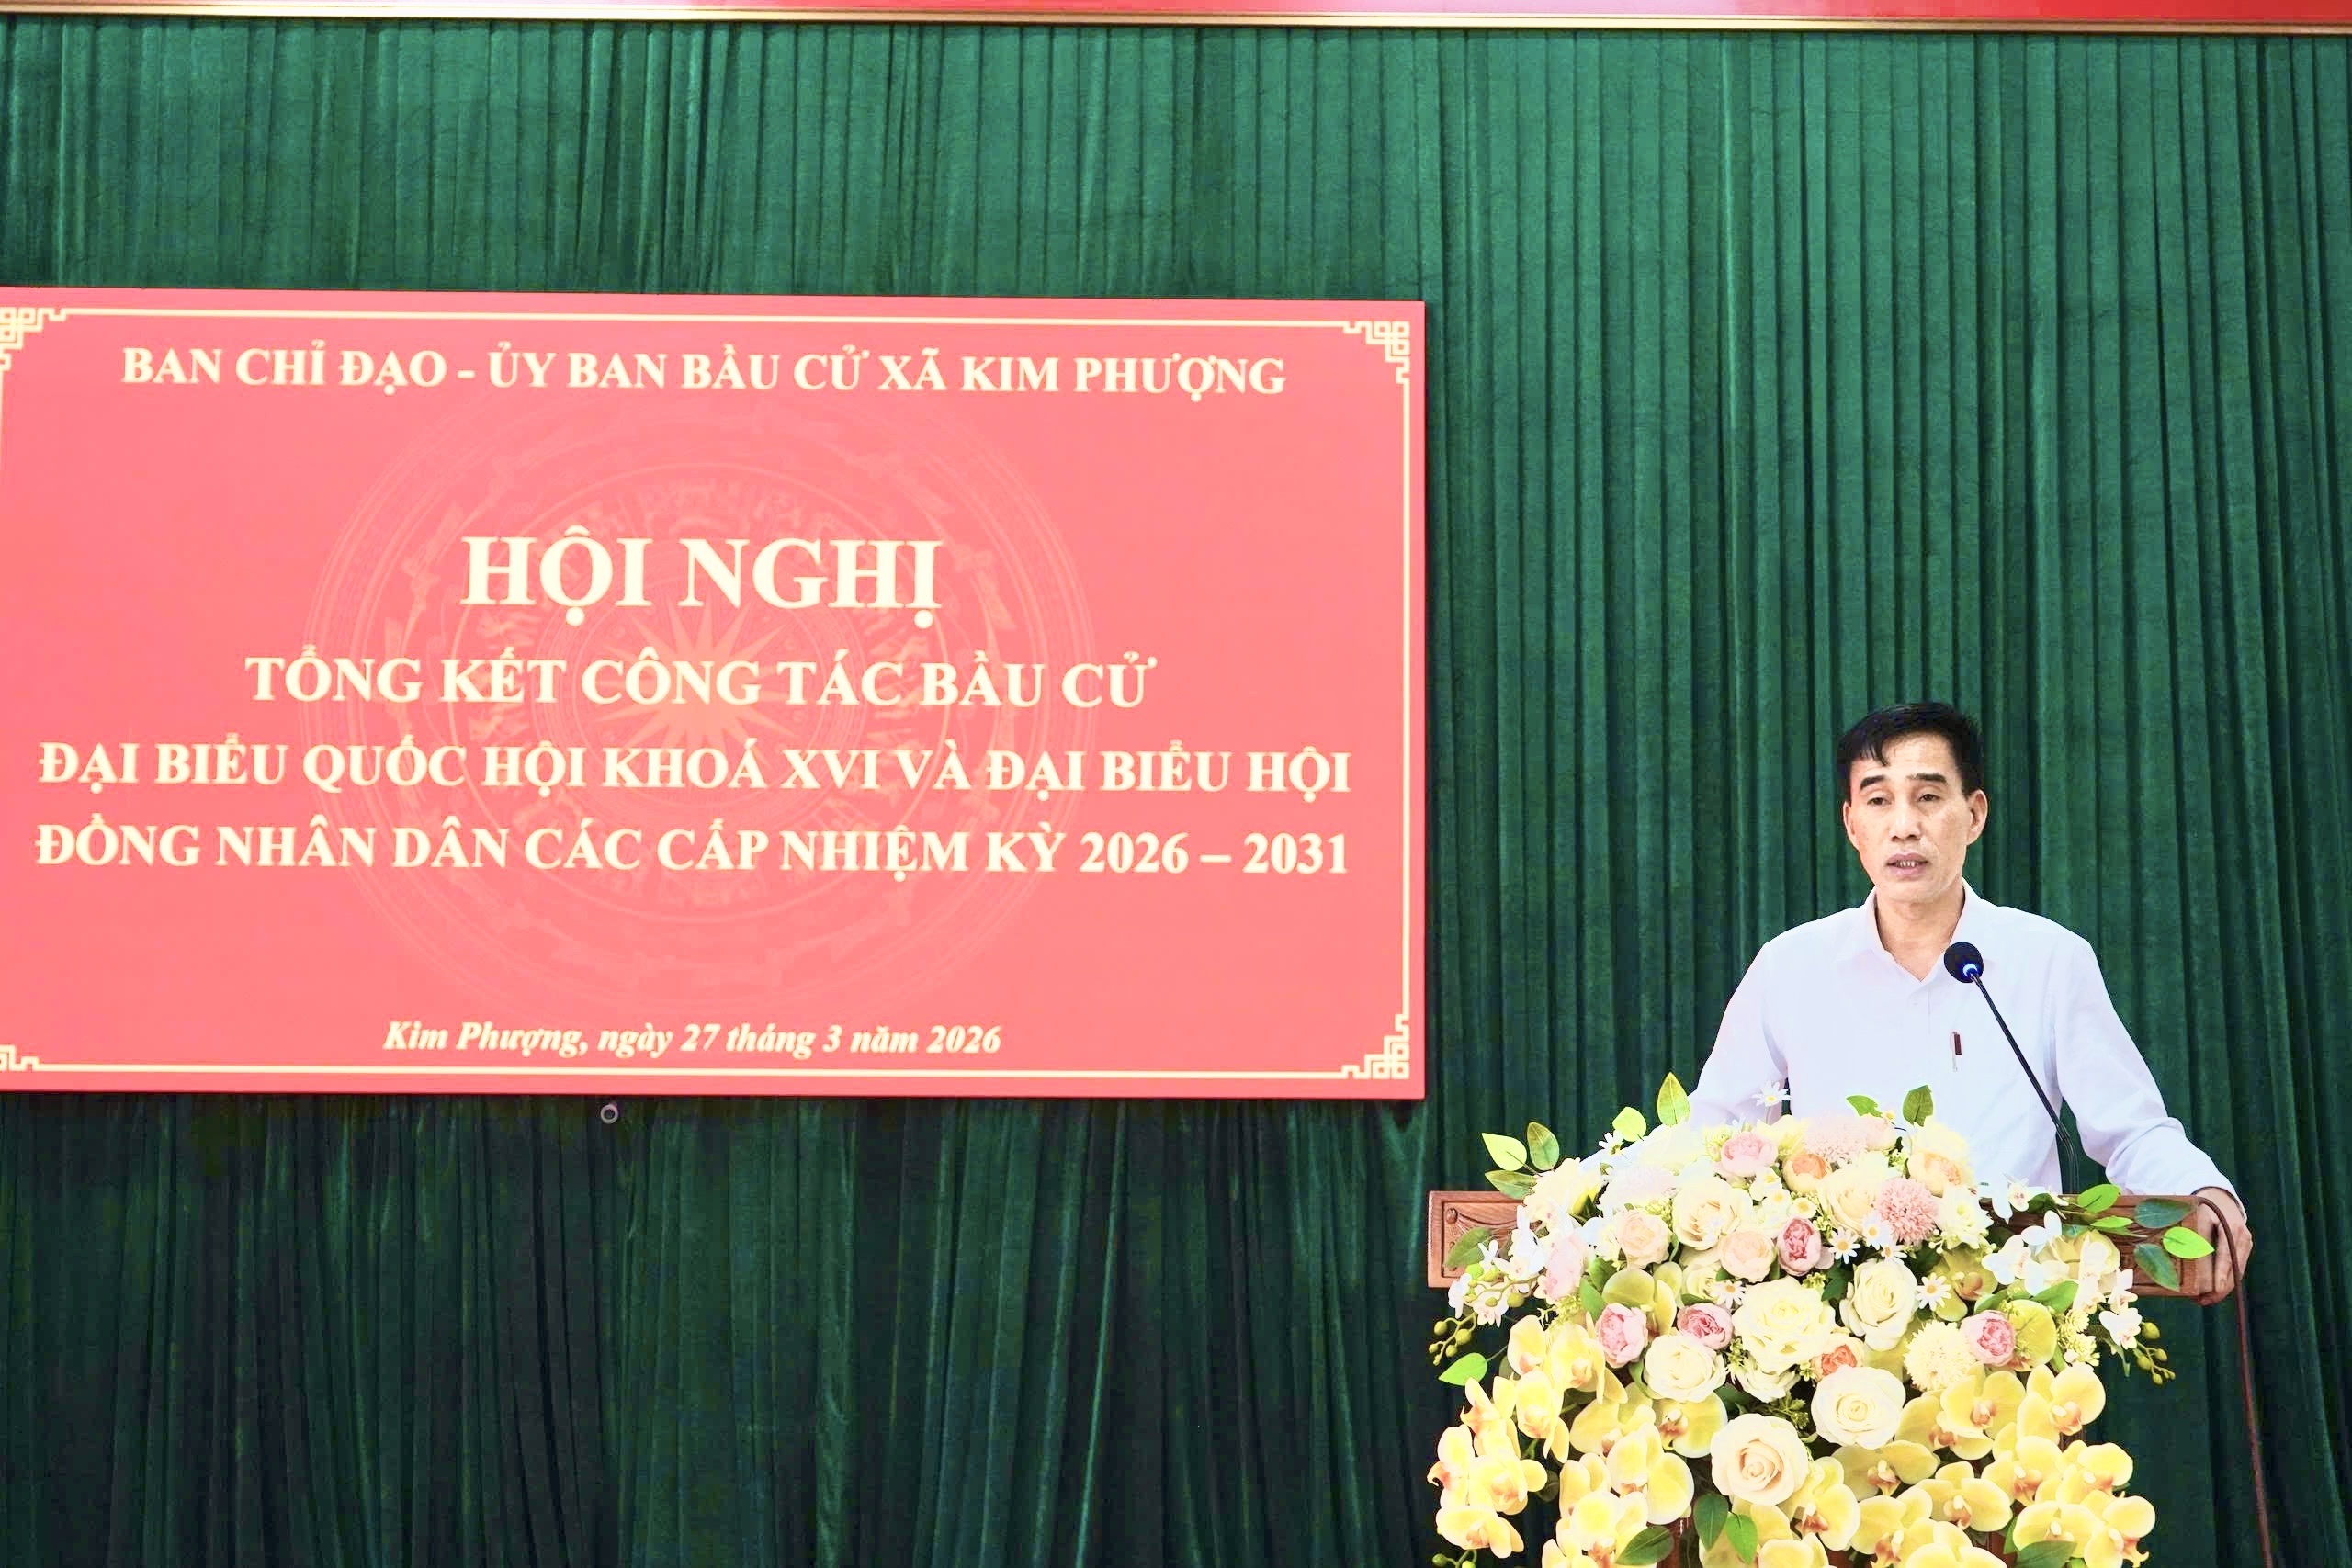 BAN CHỈ ĐẠO - ỦY BAN BẦU CỬ XÃ KIM PHƯỢNG
HỘI NGHỊ
TỔNG KẾT CÔNG TÁC BẦU CỬ
ĐẠI BIỂU QUỐC HỘI KHOÁ XVI VÀ ĐẠI BIỂU HỘI
ĐỒNG NHÂN DÂN CÁC CẤP NHIỆM KỲ 2026 – 2031
Kim Phượng, ngày 27 tháng 3 năm 2026